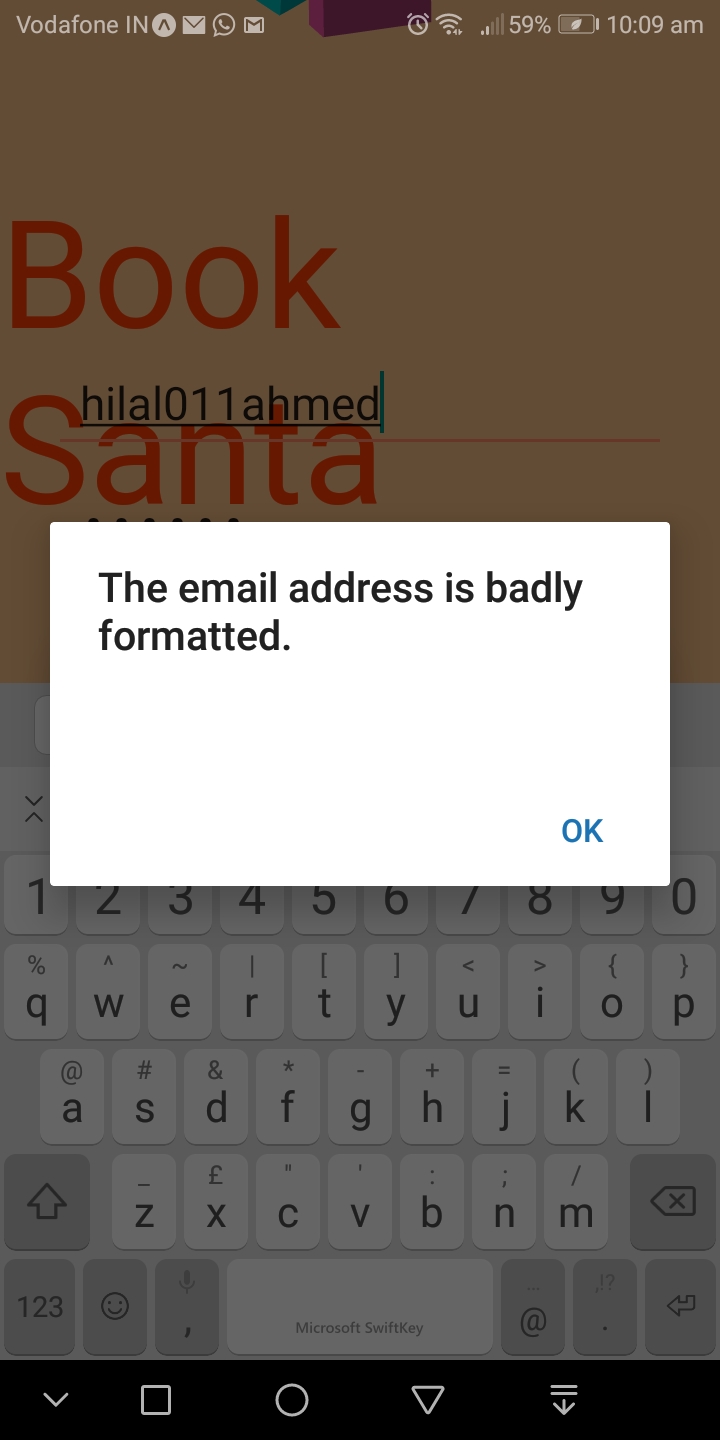 Vodafone IN 59% 10:09 am
Book
hilal011ahmed
Santa
The email address is badly
formatted.
OK
1 2 3 4 5 6 7 8 9 0
% ^ ~ | [ ] < > { }
q w e r t y u i o p
@ # & * - + = ( )
a s d f g h j k l
_ £ " ' : ; /
z x c v b n m
... ,!?
123 , Microsoft SwiftKey @ .